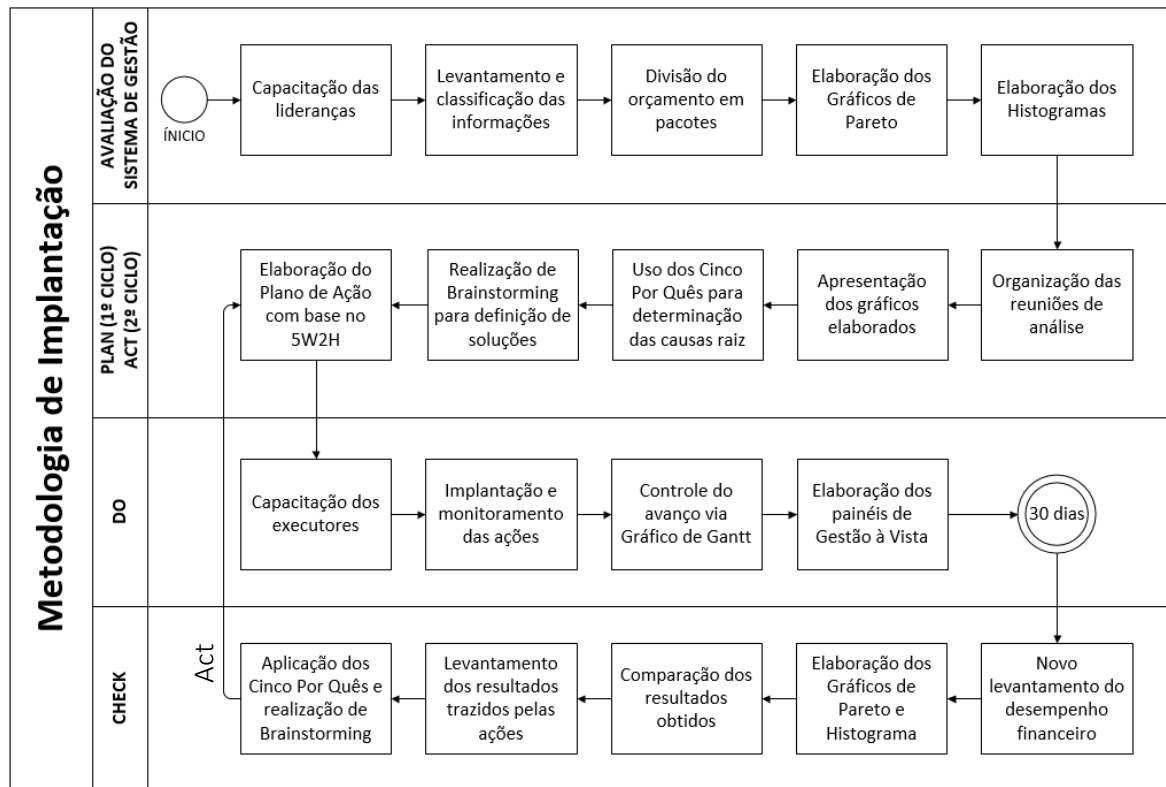 Metodologia de Implantação
AVALIAÇÃO DO
SISTEMA DE GESTÃO
ÍNICIO
Capacitação das
lideranças
Levantamento e
classificação das
informações
Divisão do
orçamento em
pacotes
Elaboração dos
Gráficos de
Pareto
Elaboração dos
Histogramas
PLAN (1º CICLO)
ACT (2º CICLO)
Elaboração do
Plano de Ação
com base no
5W2H
Realização de
Brainstorming
para definição de
soluções
Uso dos Cinco
Por Quês para
determinação
das causas raiz
Apresentação
dos gráficos
elaborados
Organização das
reuniões de
análise
DO
Capacitação dos
executores
Implantação e
monitoramento
das ações
Controle do
avanço via
Gráfico de Gantt
Elaboração dos
painéis de
Gestão à Vista
30 dias
CHECK
Act
Aplicação dos
Cinco Por Quês e
realização de
Brainstorming
Levantamento
dos resultados
trazidos pelas
ações
Comparação dos
resultados
obtidos
Elaboração dos
Gráficos de
Pareto e
Histograma
Novo
levantamento do
desempenho
financeiro